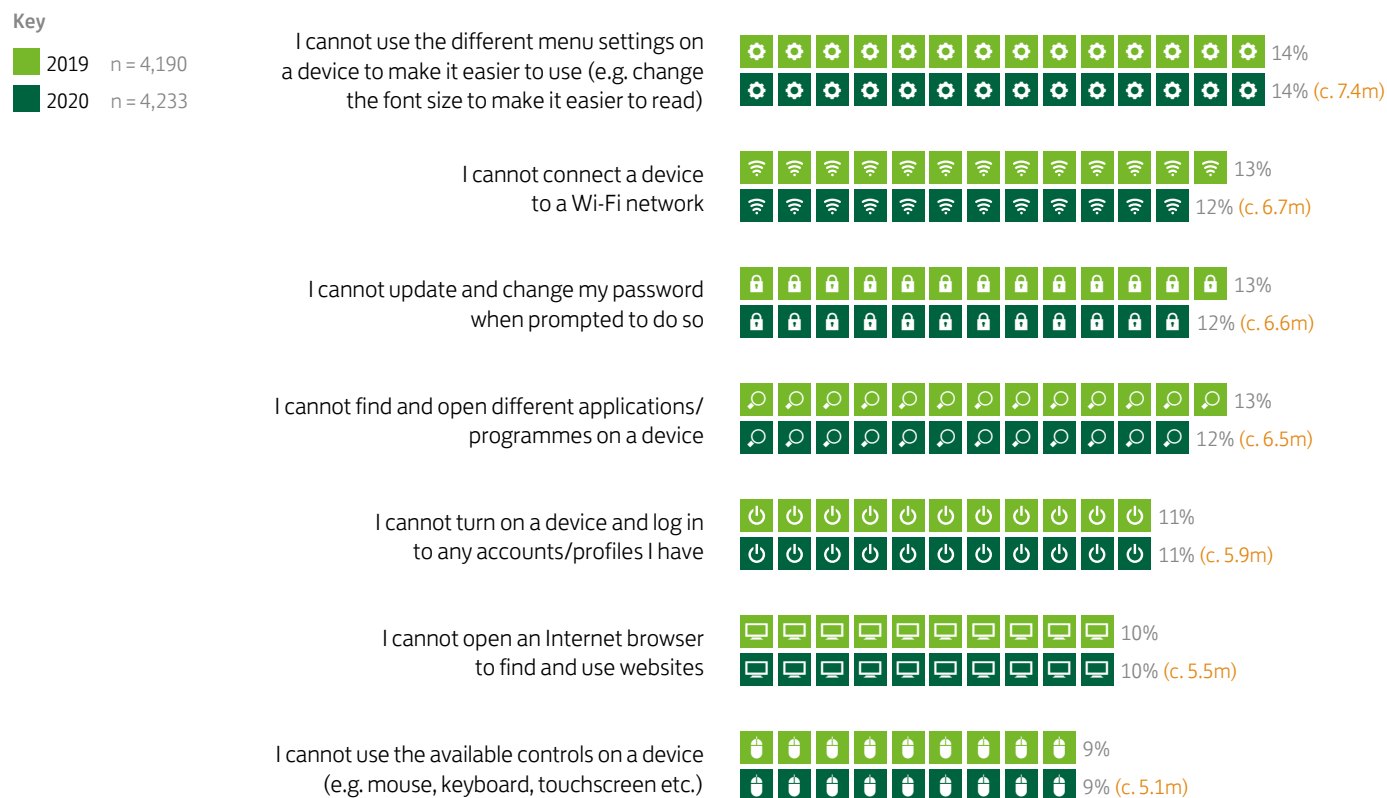 Key
2019 n = 4,190
2020 n = 4,233
I cannot use the different menu settings on
a device to make it easier to use (e.g. change
the font size to make it easier to read)
14%
14% (c. 7.4m)
I cannot connect a device
to a Wi-Fi network
13%
12% (c. 6.7m)
I cannot update and change my password
when prompted to do so
13%
12% (c. 6.6m)
I cannot find and open different applications/
programmes on a device
13%
12% (c. 6.5m)
I cannot turn on a device and log in
to any accounts/profiles I have
11%
11% (c. 5.9m)
I cannot open an Internet browser
to find and use websites
10%
10% (c. 5.5m)
I cannot use the available controls on a device
(e.g. mouse, keyboard, touchscreen etc.)
9%
9% (c. 5.1m)